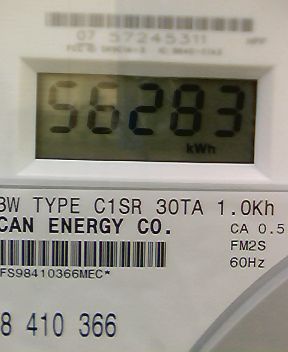 07 57245311
56283
kWh
3W TYPE C1SR 30TA 1.0Kh
CAN ENERGY CO.
CA 0.5
FM2S
60Hz
FS98410366MEC*
8 410 366